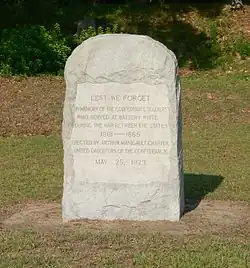 LEST WE FORGET
IN MEMORY OF THE CONFEDERATE SOLDIERS
WHO SERVED AT BATTERY WHITE
DURING THE WAR BETWEEN THE STATES
1861 — 1865
ERECTED BY ARTHUR MANIGAULT CHAPTER
UNITED DAUGHTERS OF THE CONFEDERACY
MAY 25, 1929